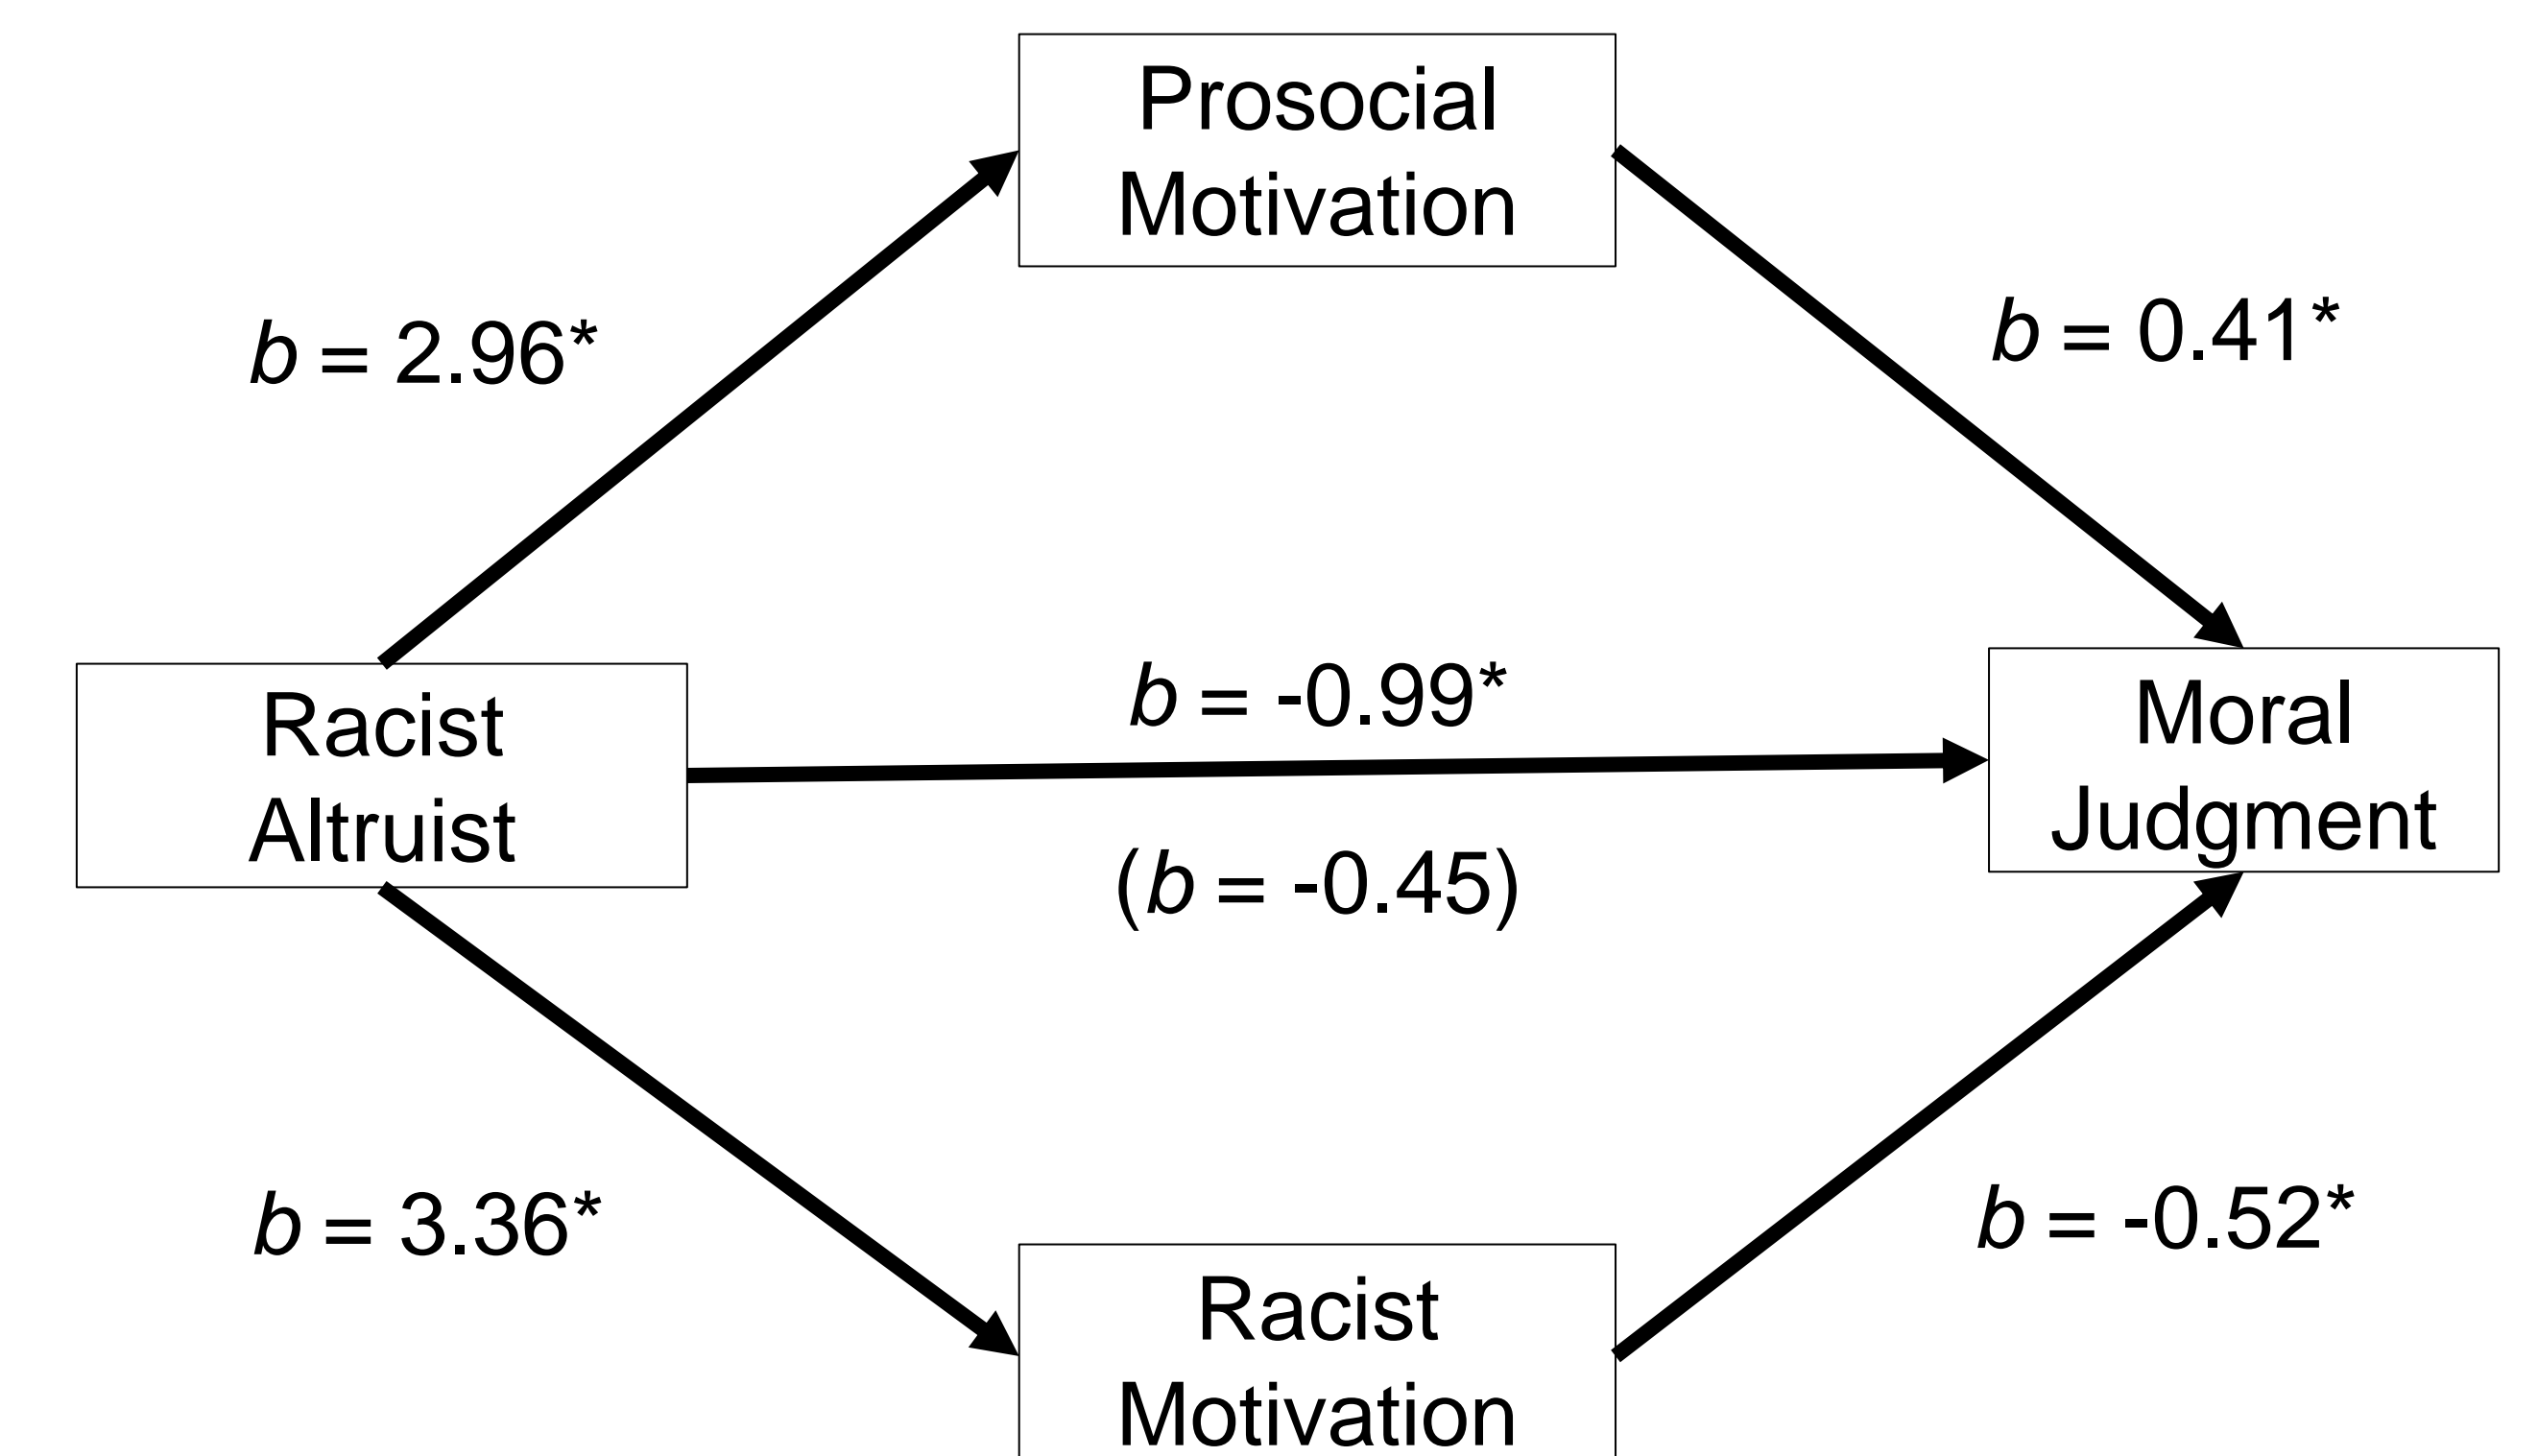 Prosocial
Motivation
b = 2.96*
b = 0.41*
Racist
Altruist
b = -0.99*
(b = -0.45)
Moral
Judgment
b = 3.36*
b = -0.52*
Racist
Motivation